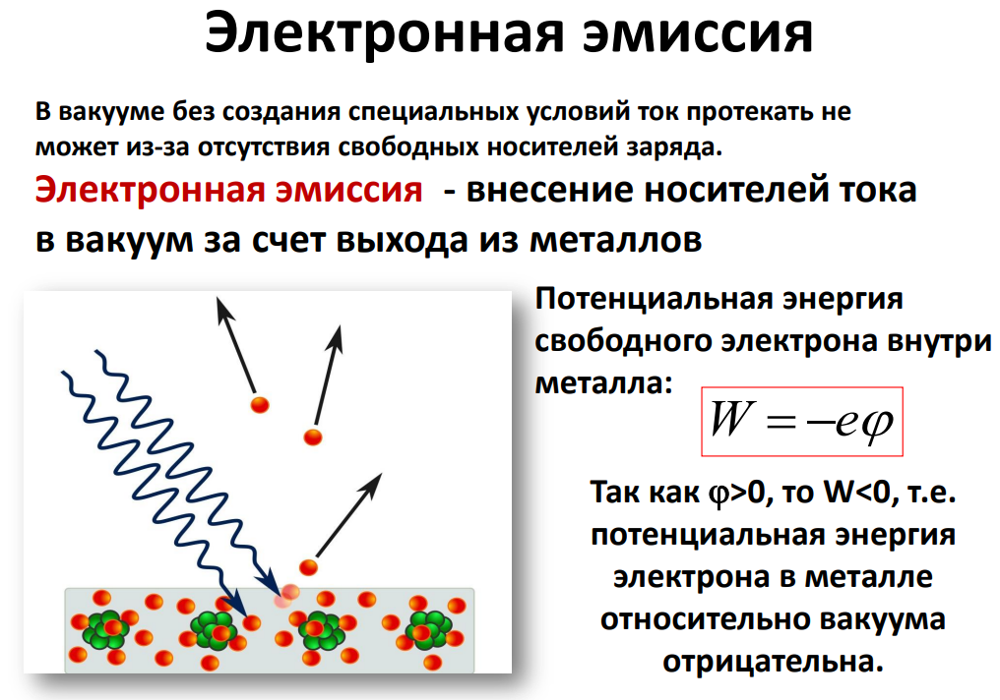 Электронная эмиссия
В вакууме без создания специальных условий ток протекать не
может из-за отсутствия свободных носителей заряда.
Электронная эмиссия - внесение носителей тока
в вакуум за счет выхода из металлов
Потенциальная энергия
свободного электрона внутри
металла:
W = −eφ
Так как φ>0, то W<0, т.е.
потенциальная энергия
электрона в металле
относительно вакуума
отрицательна.